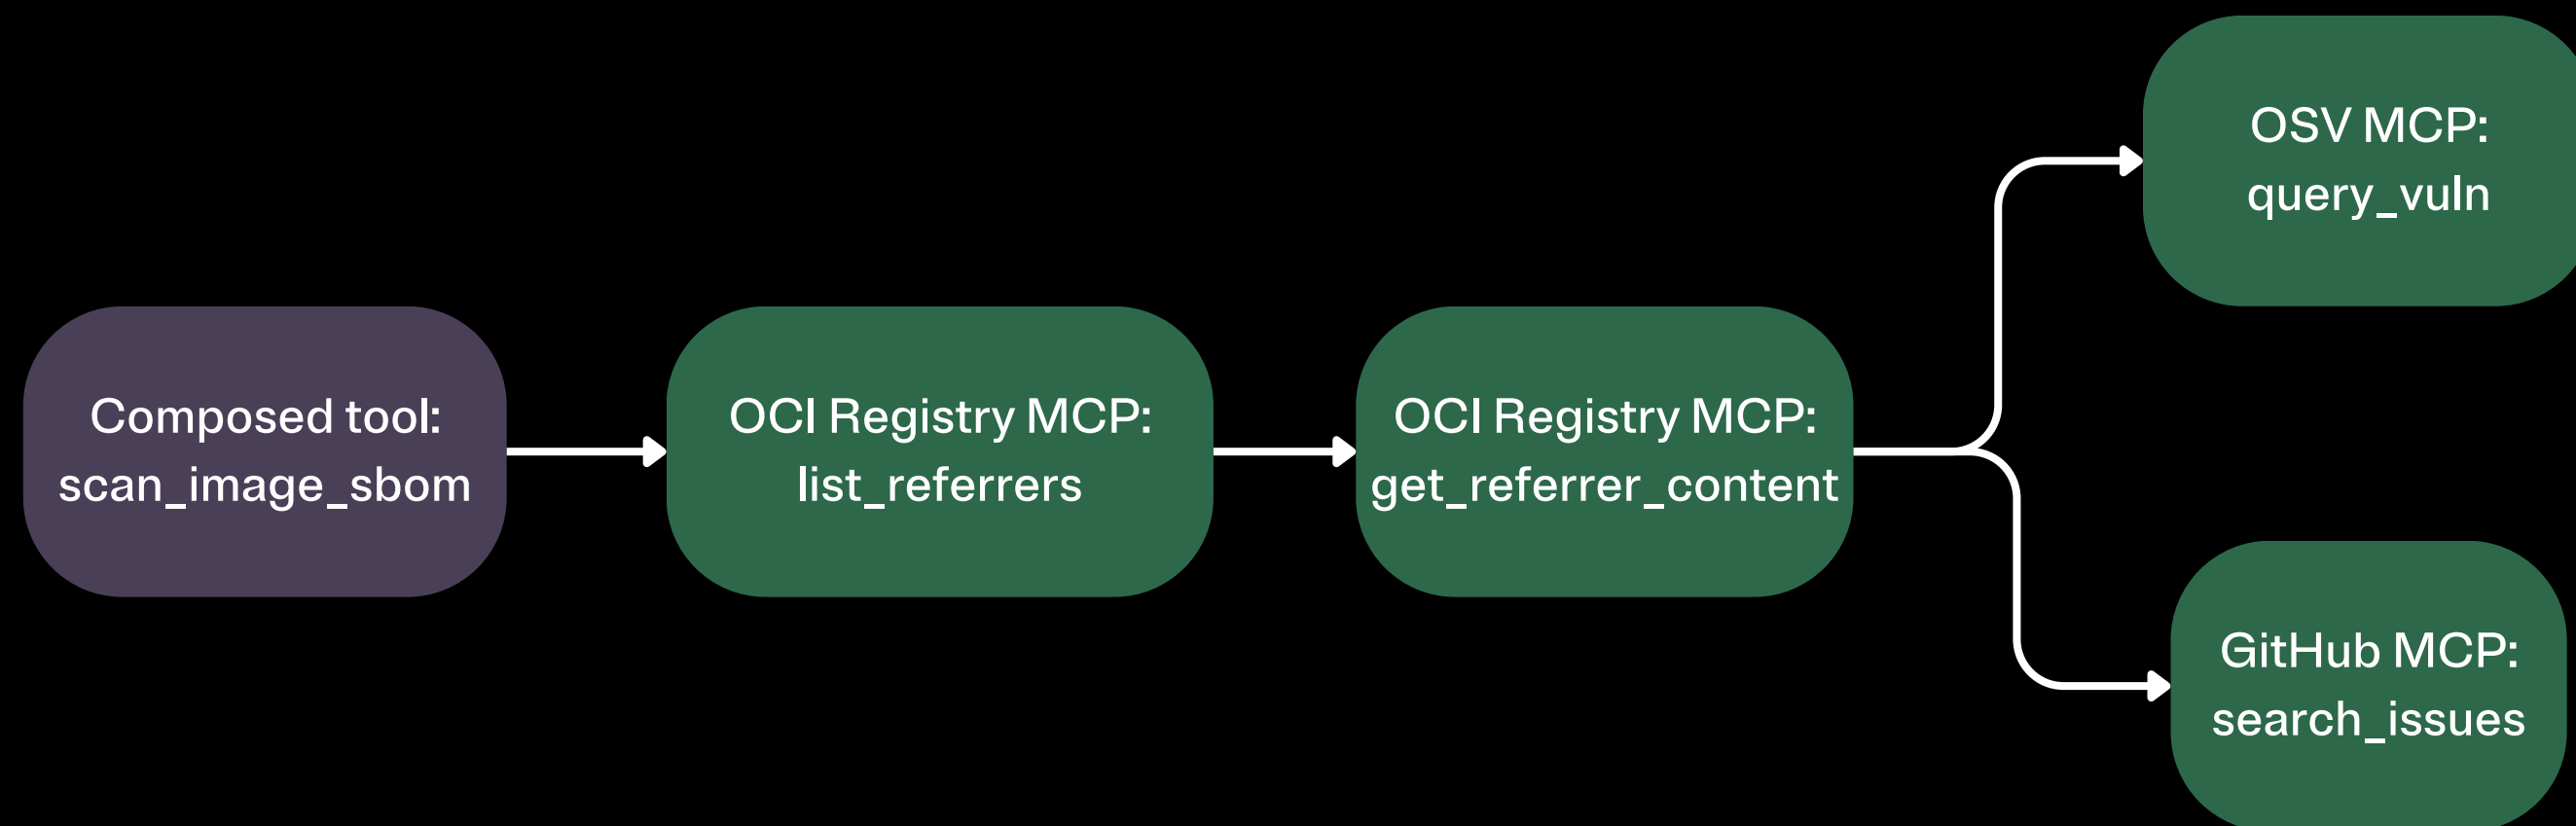 Composed tool:
scan_image_sbom
OCI Registry MCP:
list_referrers
OCI Registry MCP:
get_referrer_content
OSV MCP:
query_vuln
GitHub MCP:
search_issues